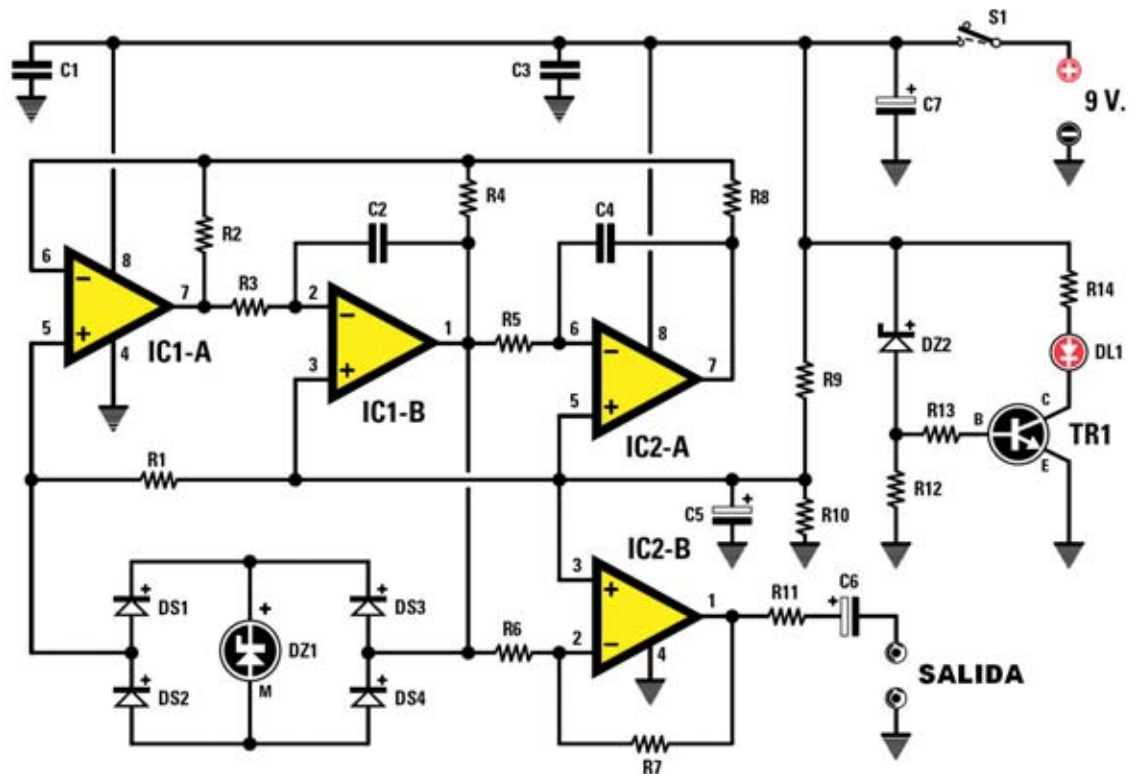 S1
C1
C3
C7
+
9 V.
R2
R4
R8
C2
C4
6
8
5
7
4
IC1-A
R3
2
3
1
IC1-B
R5
6
8
5
7
IC2-A
R9
+
DZ2
R14
DL1
R13
B
C
E
TR1
R12
R1
C5
+
R10
IC2-B
DS1
+
DS2
+
+
DZ1
M
DS3
+
DS4
+
R6
3
2
1
4
R7
R11
C6
+
SALIDA